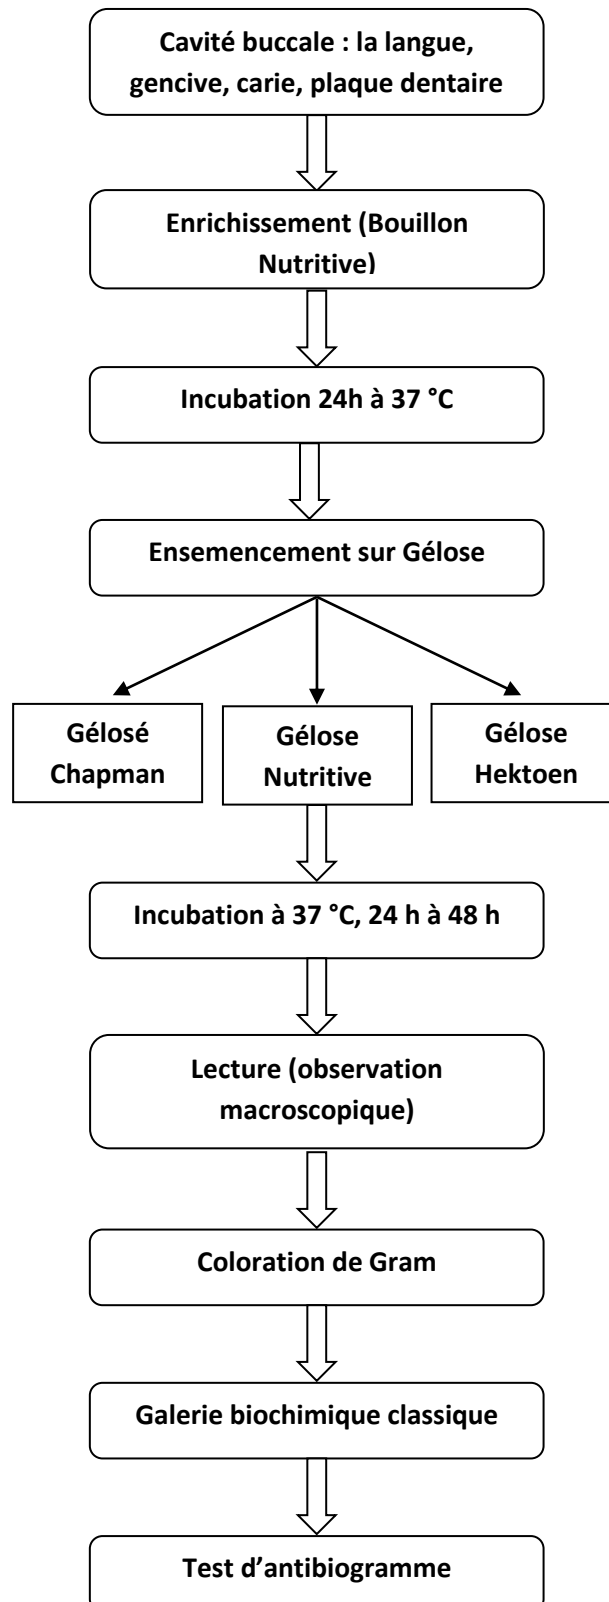 Cavité buccale : la langue,
gencive, carie, plaque dentaire
Enrichissement (Bouillon
Nutritive)
Incubation 24h à 37 °C
Ensemencement sur Gélose
Gélosé
Chapman
Gélose
Nutritive
Gélose
Hektoen
Incubation à 37 °C, 24 h à 48 h
Lecture (observation
macroscopique)
Coloration de Gram
Galerie biochimique classique
Test d’antibiogramme